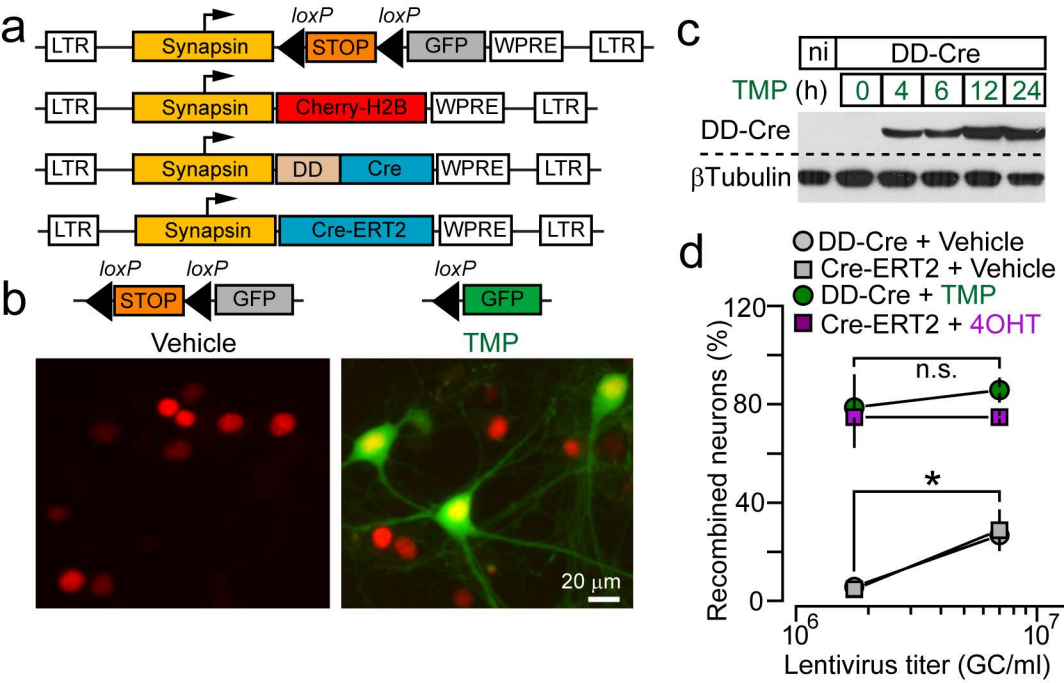 a
loxP loxP
LTR Synapsin STOP GFP WPRE LTR
LTR Synapsin Cherry-H2B WPRE LTR
LTR Synapsin DD Cre WPRE LTR
LTR Synapsin Cre-ERT2 WPRE LTR
b
loxP loxP
STOP GFP
loxP
GFP
Vehicle
TMP
20 μm
c
ni DD-Cre
TMP (h) 0 4 6 12 24
DD-Cre
βTubulin
d
DD-Cre + Vehicle
Cre-ERT2 + Vehicle
DD-Cre + TMP
Cre-ERT2 + 4OHT
Recombined neurons (%)
120
80
40
0
n.s.
*
10⁶ 10⁷
Lentivirus titer (GC/ml)